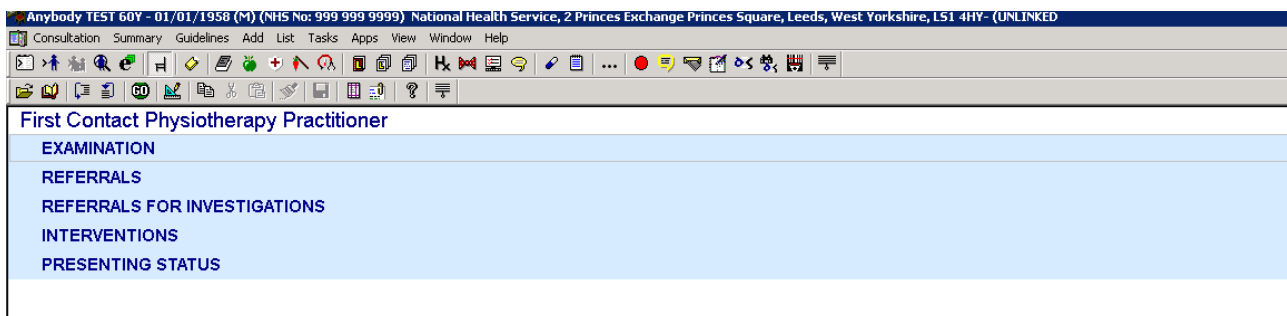 Anybody TEST 60Y - 01/01/1958 (M) (NHS No: 999 999 9999) National Health Service, 2 Princes Exchange Princes Square, Leeds, West Yorkshire, LS1 4HY- (UNLINKED
Consultation Summary Guidelines Add List Tasks Apps View Window Help
GO
First Contact Physiotherapy Practitioner
EXAMINATION
REFERRALS
REFERRALS FOR INVESTIGATIONS
INTERVENTIONS
PRESENTING STATUS